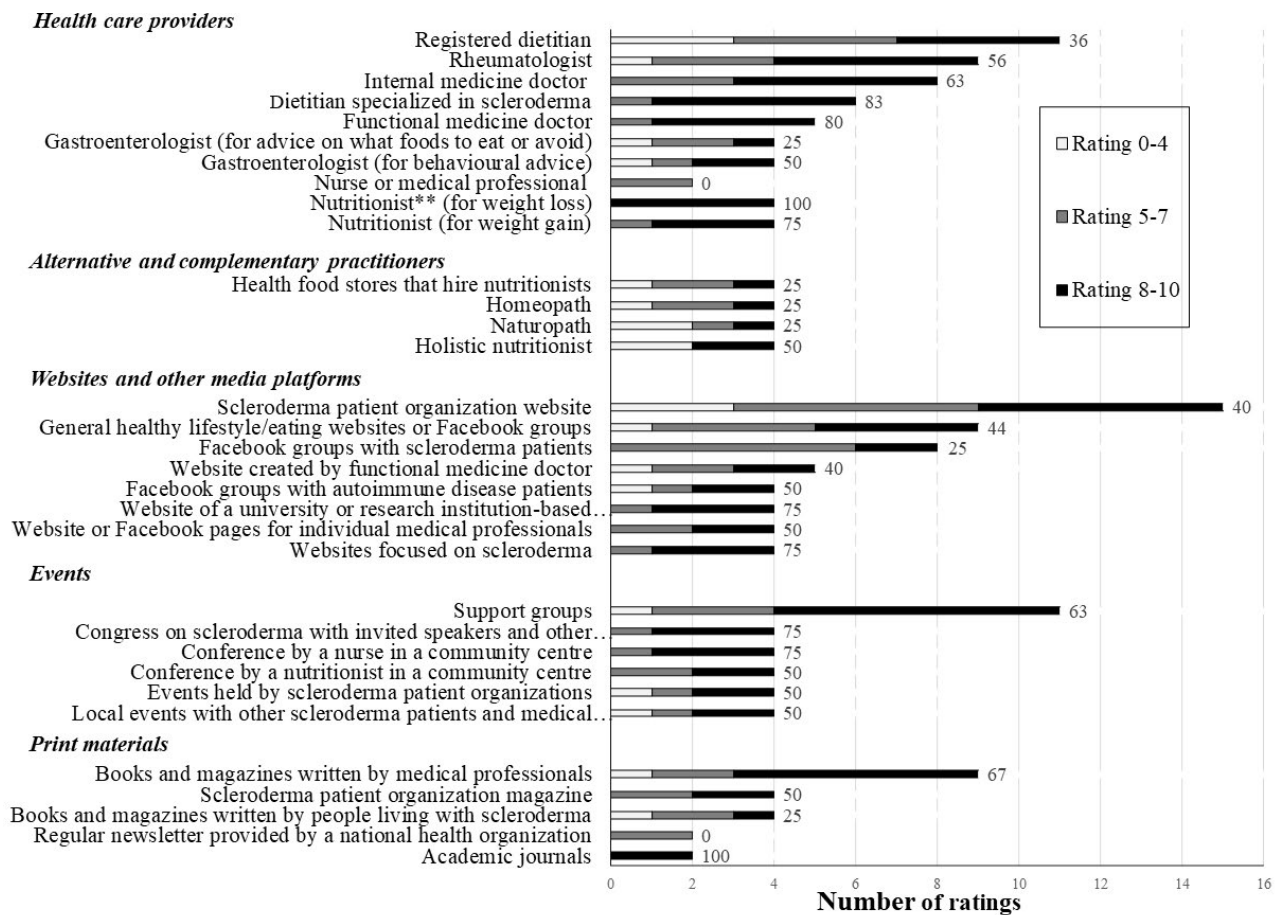 Health care providers
Registered dietitian 36
Rheumatologist 56
Internal medicine doctor 63
Dietitian specialized in scleroderma 83
Functional medicine doctor 80
Gastroenterologist (for advice on what foods to eat or avoid) 25
Gastroenterologist (for behavioural advice) 50
Nurse or medical professional 0
Nutritionist** (for weight loss) 100
Nutritionist (for weight gain) 75
Rating 0-4
Rating 5-7
Rating 8-10
Alternative and complementary practitioners
Health food stores that hire nutritionists 25
Homeopath 25
Naturopath 25
Holistic nutritionist 50
Websites and other media platforms
Scleroderma patient organization website 40
General healthy lifestyle/eating websites or Facebook groups 44
Facebook groups with scleroderma patients 25
Website created by functional medicine doctor 40
Facebook groups with autoimmune disease patients 50
Website of a university or research institution-based… 75
Website or Facebook pages for individual medical professionals 50
Websites focused on scleroderma 75
Events
Support groups 63
Congress on scleroderma with invited speakers and other… 75
Conference by a nurse in a community centre 75
Conference by a nutritionist in a community centre 50
Events held by scleroderma patient organizations 50
Local events with other scleroderma patients and medical… 50
Print materials
Books and magazines written by medical professionals 67
Scleroderma patient organization magazine 50
Books and magazines written by people living with scleroderma 25
Regular newsletter provided by a national health organization 0
Academic journals 100
0 2 4 6 8 10 12 14 16
Number of ratings